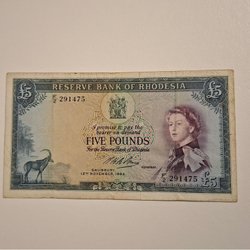 RESERVE BANK OF RHODESIA
£5 £5
I promise to pay the
bearer on demand
FIVE POUNDS
For the Reserve Bank of Rhodesia
291475
SALISBURY
12TH NOVEMBER, 1964
291475
£5 £5